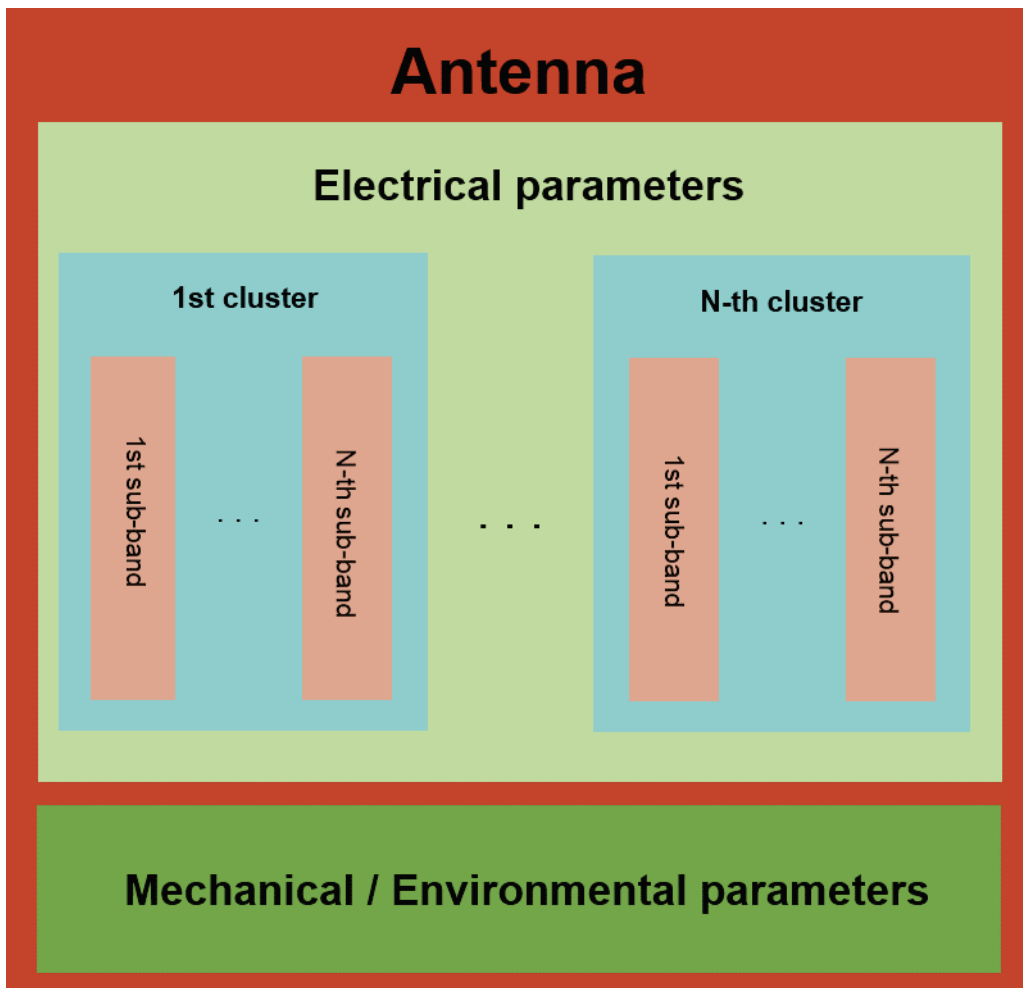 Antenna
Electrical parameters
1st cluster
1st sub-band
. . .
N-th sub-band
. . .
N-th cluster
1st sub-band
. . .
N-th sub-band
Mechanical / Environmental parameters